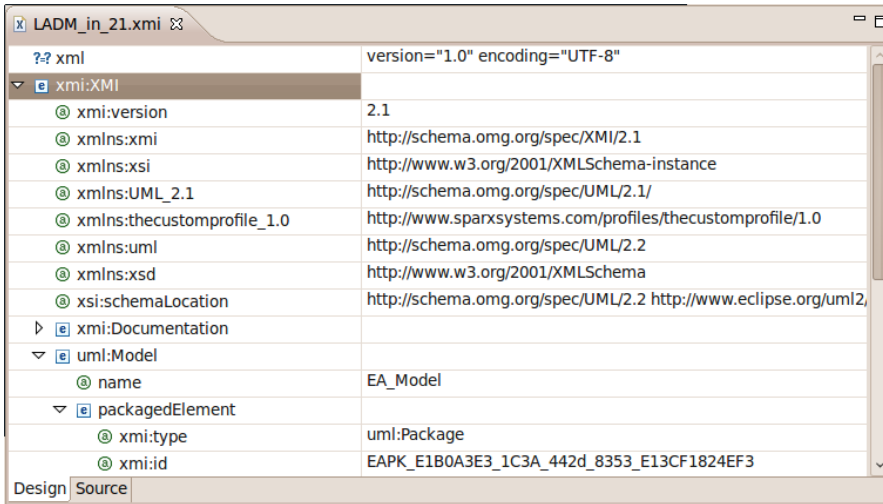 LADM_in_21.xmi
?=? xml version="1.0" encoding="UTF-8"
e xmi:XMI
a xmi:version 2.1
a xmlns:xmi http://schema.omg.org/spec/XMI/2.1
a xmlns:xsi http://www.w3.org/2001/XMLSchema-instance
a xmlns:UML_2.1 http://schema.omg.org/spec/UML/2.1/
a xmlns:thecustomprofile_1.0 http://www.sparxsystems.com/profiles/thecustomprofile/1.0
a xmlns:uml http://schema.omg.org/spec/UML/2.2
a xmlns:xsd http://www.w3.org/2001/XMLSchema
a xsi:schemaLocation http://schema.omg.org/spec/UML/2.2 http://www.eclipse.org/uml2/
e xmi:Documentation
e uml:Model
a name EA_Model
e packagedElement
a xmi:type uml:Package
a xmi:id EAPK_E1B0A3E3_1C3A_442d_8353_E13CF1824EF3
Design Source